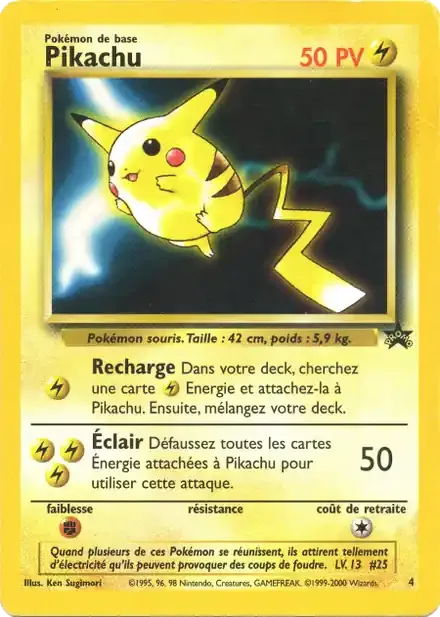 Pokémon de base
Pikachu
50 PV
Pokémon souris. Taille : 42 cm, poids : 5,9 kg.
PROMO
Recharge Dans votre deck, cherchez
une carte Energie et attachez-la à
Pikachu. Ensuite, mélangez votre deck.
Éclair Défaussez toutes les cartes
Énergie attachées à Pikachu pour
utiliser cette attaque.
50
faiblesse
résistance
coût de retraite
Quand plusieurs de ces Pokémon se réunissent, ils attirent tellement
d'électricité qu'ils peuvent provoquer des coups de foudre. LV. 13 #25
Illus. Ken Sugimori
©1995, 96, 98 Nintendo, Creatures, GAMEFREAK. ©1999-2000 Wizards.
4